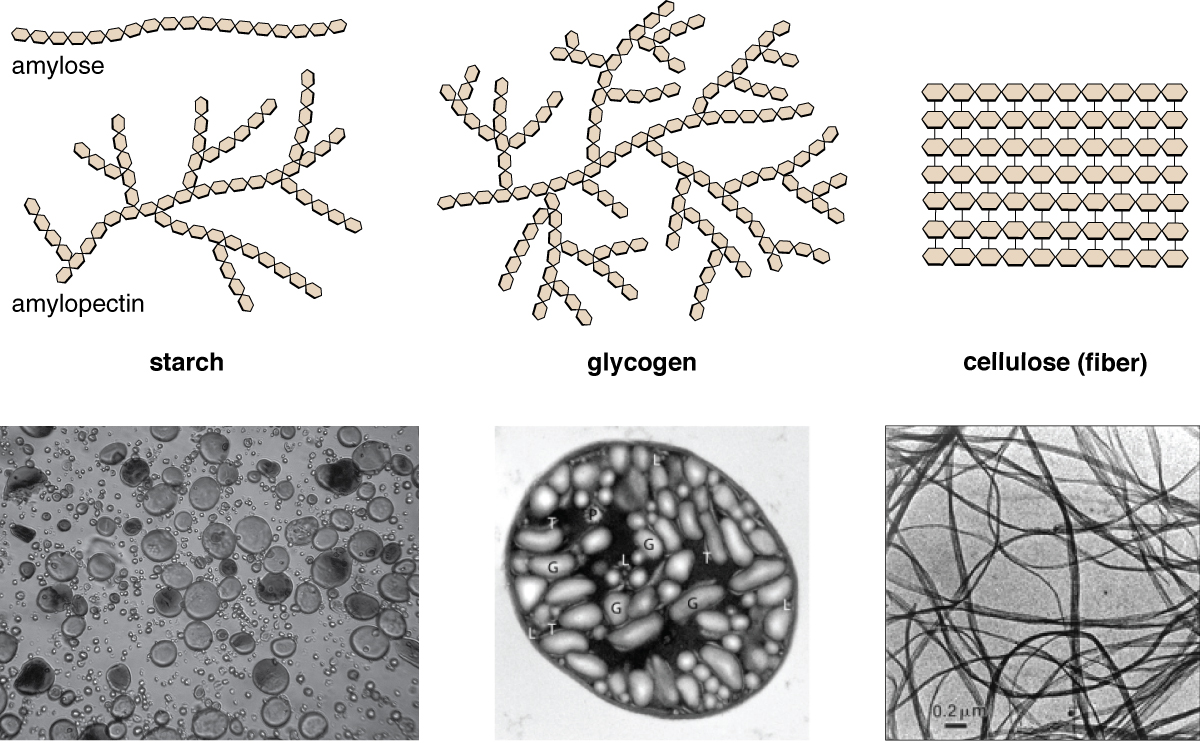 amylose
amylopectin
starch
glycogen
cellulose (fiber)
L
T
P
G
L
T
G
G
G
L
L
T
0.2 μm